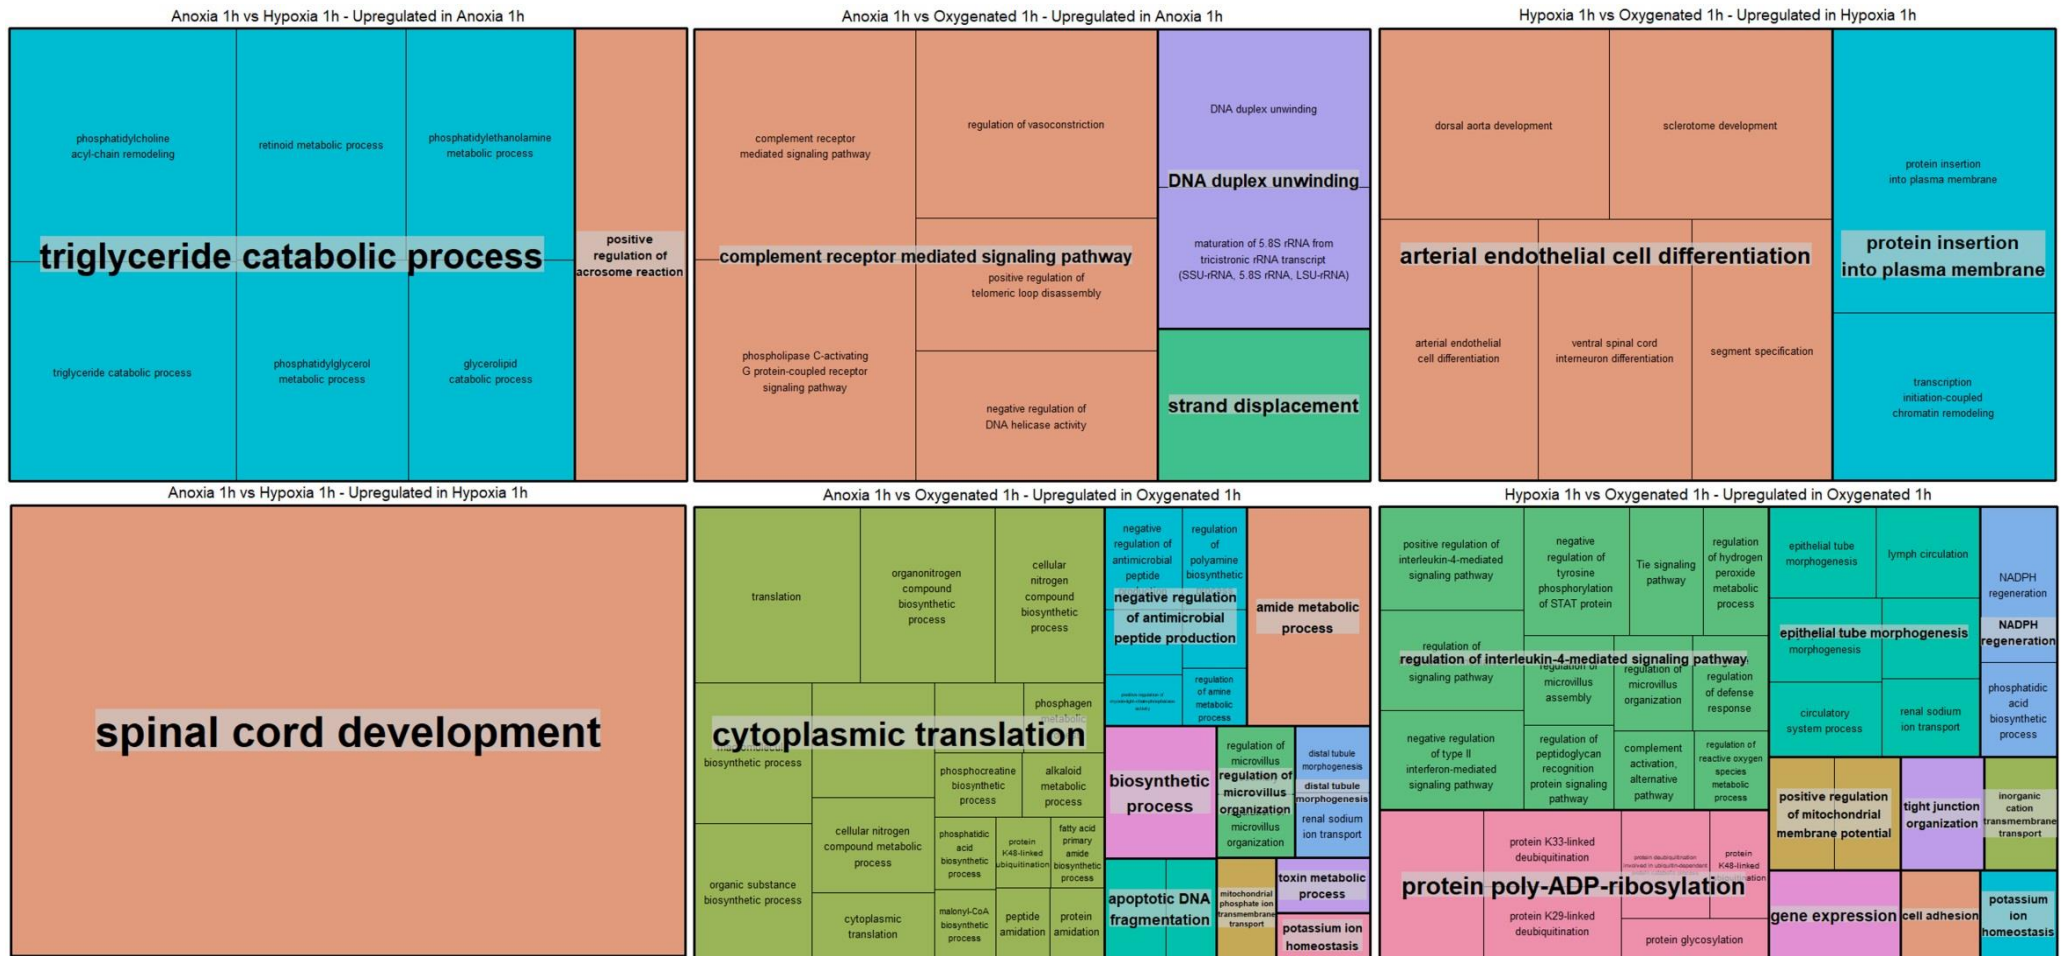 Anoxia 1h vs Hypoxia 1h - Upregulated in Anoxia 1h
phosphatidylcholine
acyl-chain remodeling
retinoid metabolic process
phosphatidylethanolamine
metabolic process
triglyceride catabolic process
positive
regulation of
acrosome reaction
triglyceride catabolic process
phosphatidylglycerol
metabolic process
glycerolipid
catabolic process
Anoxia 1h vs Oxygenated 1h - Upregulated in Anoxia 1h
complement receptor
mediated signaling pathway
regulation of vasoconstriction
DNA duplex unwinding
DNA duplex unwinding
complement receptor mediated signaling pathway
positive regulation of
telomeric loop disassembly
maturation of 5.8S rRNA from
tricistronic rRNA transcript
(SSU-rRNA, 5.8S rRNA, LSU-rRNA)
phospholipase C-activating
G protein-coupled receptor
signaling pathway
negative regulation of
DNA helicase activity
strand displacement
Hypoxia 1h vs Oxygenated 1h - Upregulated in Hypoxia 1h
dorsal aorta development
sclerotome development
protein insertion
into plasma membrane
arterial endothelial cell differentiation
protein insertion
into plasma membrane
arterial endothelial
cell differentiation
ventral spinal cord
interneuron differentiation
segment specification
transcription
initiation-coupled
chromatin remodeling
Anoxia 1h vs Hypoxia 1h - Upregulated in Hypoxia 1h
spinal cord development
Anoxia 1h vs Oxygenated 1h - Upregulated in Oxygenated 1h
translation
organonitrogen
compound
biosynthetic
process
cellular
nitrogen
compound
biosynthetic
process
cytoplasmic translation
biosynthetic process
phosphagen
metabolic
phosphocreatine
biosynthetic
process
alkaloid
metabolic
process
organic substance
biosynthetic process
cellular nitrogen
compound metabolic
process
cytoplasmic
translation
phosphatidic
acid
biosynthetic
process
protein
K48-linked
ubiquitination
fatty acid
primary
amide
biosynthetic
process
malonyl-CoA
biosynthetic
process
peptide
amidation
protein
amidation
negative
regulation of
antimicrobial
peptide
regulation
of
polyamine
biosynthetic
negative regulation
of antimicrobial
peptide production
regulation
of amine
metabolic
process
amide metabolic
process
biosynthetic
process
regulation of
microvillus
regulation of
microvillus
organization
microvillus
organization
distal tubule
morphogenesis
distal tubule
morphogenesis
renal sodium
ion transport
apoptotic DNA
fragmentation
mitochondrial
phosphate ion
transmembrane
transport
toxin metabolic
process
potassium ion
homeostasis
Hypoxia 1h vs Oxygenated 1h - Upregulated in Oxygenated 1h
positive regulation of
interleukin-4-mediated
signaling pathway
negative
regulation of
tyrosine
phosphorylation
of STAT protein
Tie signaling
pathway
regulation
of hydrogen
peroxide
metabolic
process
regulation of
signaling pathway
regulation of interleukin-4-mediated signaling pathway
regulation of
microvillus
assembly
regulation of
microvillus
organization
regulation
of defense
response
negative regulation
of type II
interferon-mediated
signaling pathway
regulation of
peptidoglycan
recognition
protein signaling
pathway
complement
activation,
alternative
pathway
regulation of
reactive oxygen
species
metabolic
process
protein K33-linked
deubiquitination
protein
K48-linked
protein poly-ADP-ribosylation
protein K29-linked
deubiquitination
protein glycosylation
epithelial tube
morphogenesis
lymph circulation
epithelial tube morphogenesis
morphogenesis
circulatory
system process
renal sodium
ion transport
NADPH
regeneration
NADPH
regeneration
phosphatidic
acid
biosynthetic
process
positive regulation
of mitochondrial
membrane potential
tight junction
organization
inorganic
cation
transmembrane
transport
gene expression
cell adhesion
potassium
ion
homeostasis